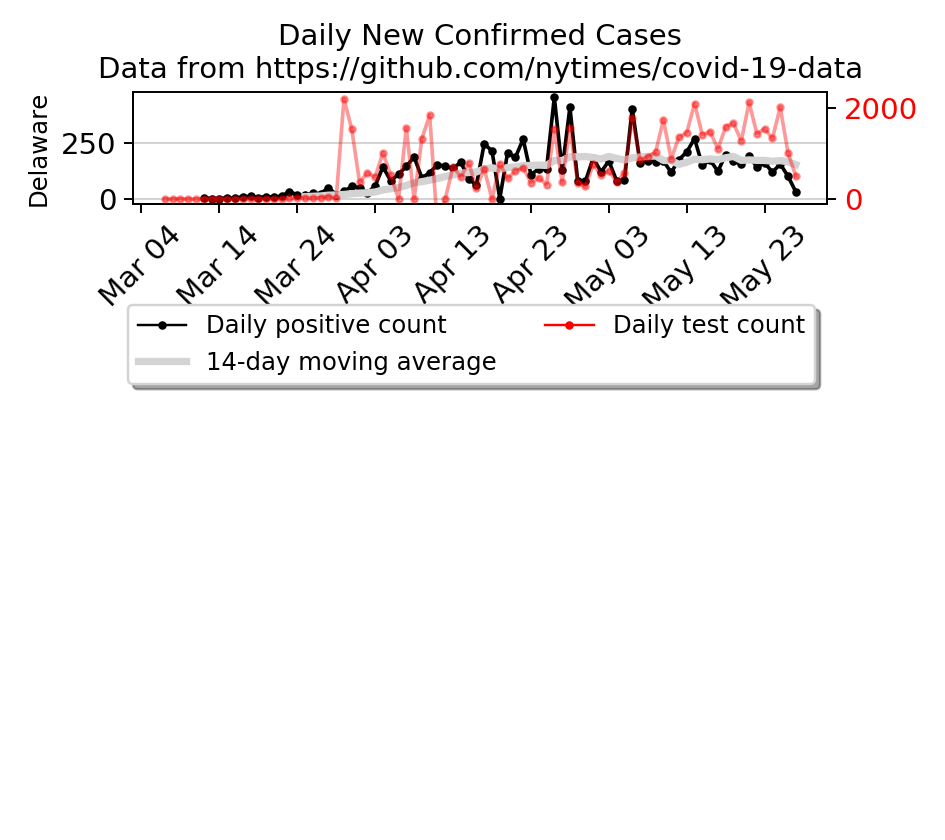 Daily New Confirmed Cases
Data from https://github.com/nytimes/covid-19-data
Delaware
250
0
2000
0
Mar 04
Mar 14
Mar 24
Apr 03
Apr 13
Apr 23
May 03
May 13
May 23
Daily positive count
Daily test count
14-day moving average